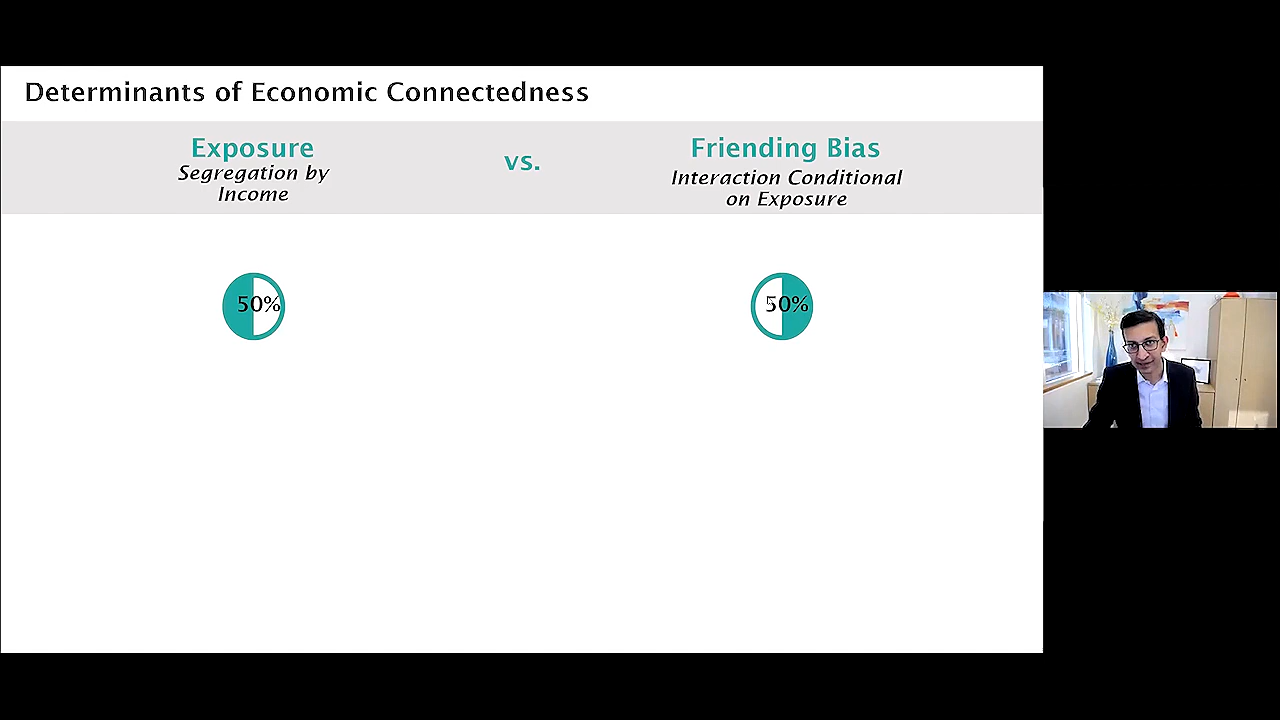 Determinants of Economic Connectedness
Exposure
Segregation by
Income
vs.
Friending Bias
Interaction Conditional
on Exposure
50%
50%